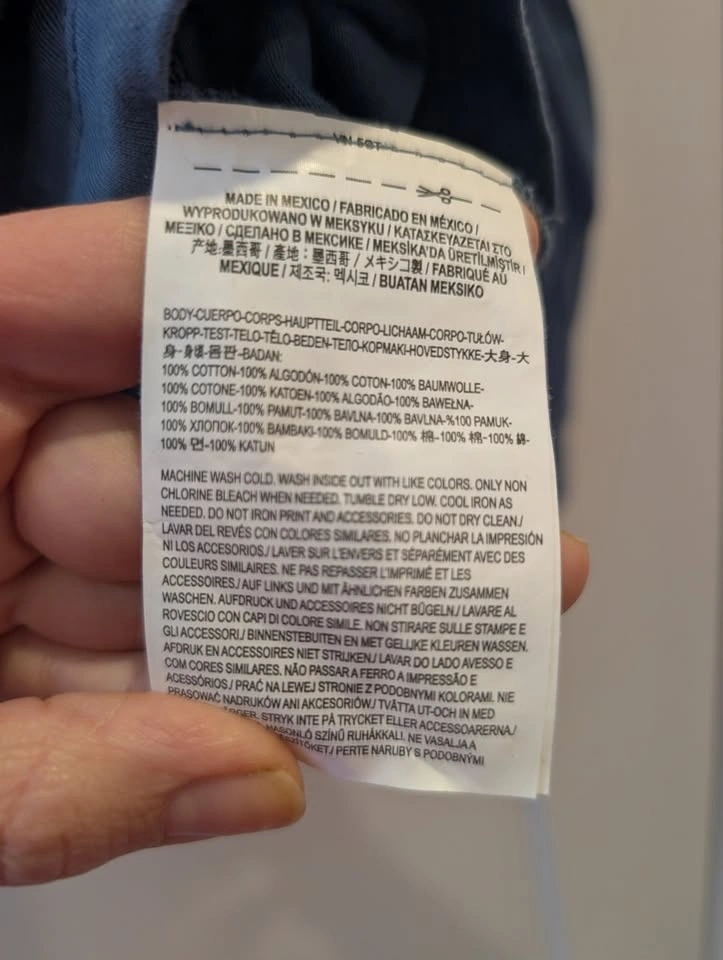 MADE IN MEXICO / FABRICADO EN MÉXICO /
WYPRODUKOWANO W MEKSYKU / ΚΑΤΑΣΚΕΥΑΖΕΤΑΙ ΣΤΟ
ΜΕΞΙΚΟ / СДЕЛАНО В МЕКСИКЕ / MEKSİKA'DA ÜRETİLMİŞTİR /
产地:墨西哥 / 產地:墨西哥 / メキシコ製 / FABRIQUÉ AU
MEXIQUE / 제조국: 멕시코 / BUATAN MEKSIKO
BODY-CUERPO-CORPS-HAUPTTEIL-CORPO-LICHAAM-CORPO-TUŁÓW-
KROPP-TEST-TELO-TĚLO-BEDEN-ТЕЛО-ΚΟΡΜΑΚΙ-HOVEDSTYKKE-大身-大
身-身頃-몸판-BADAN:
100% COTTON-100% ALGODÓN-100% COTON-100% BAUMWOLLE-
100% COTONE-100% KATOEN-100% ALGODÃO-100% BAWEŁNA-
100% BOMULL-100% PAMUT-100% BAVLNA-100% BAVLNA-%100 PAMUK-
100% ХЛОПОК-100% ΒΑΜΒΑΚΙ-100% BOMULD-100% 棉-100% 棉-100% 綿-
100% 면-100% KATUN
MACHINE WASH COLD. WASH INSIDE OUT WITH LIKE COLORS. ONLY NON
CHLORINE BLEACH WHEN NEEDED. TUMBLE DRY LOW. COOL IRON AS
NEEDED. DO NOT IRON PRINT AND ACCESSORIES. DO NOT DRY CLEAN./
LAVAR DEL REVÉS CON COLORES SIMILARES. NO PLANCHAR LA IMPRESIÓN
NI LOS ACCESORIOS./ LAVER SUR L'ENVERS ET SÉPARÉMENT AVEC DES
COULEURS SIMILAIRES. NE PAS REPASSER L'IMPRIMÉ ET LES
ACCESSOIRES./ AUF LINKS UND MIT ÄHNLICHEN FARBEN ZUSAMMEN
WASCHEN. AUFDRUCK UND ACCESSOIRES NICHT BÜGELN./ LAVARE AL
ROVESCIO CON CAPI DI COLORE SIMILE. NON STIRARE SULLE STAMPE E
GLI ACCESSORI./ BINNENSTEBUITEN EN MET GELIJKE KLEUREN WASSEN.
AFDRUK EN ACCESSOIRES NIET STRIJKEN./ LAVAR DO LADO AVESSO E
COM CORES SIMILARES. NÃO PASSAR A FERRO A IMPRESSÃO E
ACESSÓRIOS./ PRAĆ NA LEWEJ STRONIE Z PODOBNYMI KOLORAMI. NIE
PRASOWAĆ NADRUKÓW ANI AKCESORIÓW./ TVÄTTA UT-OCH IN MED
STRYK INTE PÅ TRYCKET ELLER ACCESSOARERNA./
HASONLÓ SZÍNŰ RUHÁKKAL. NE VASALJA A
PERTE NARUBY S PODOBNÝMI